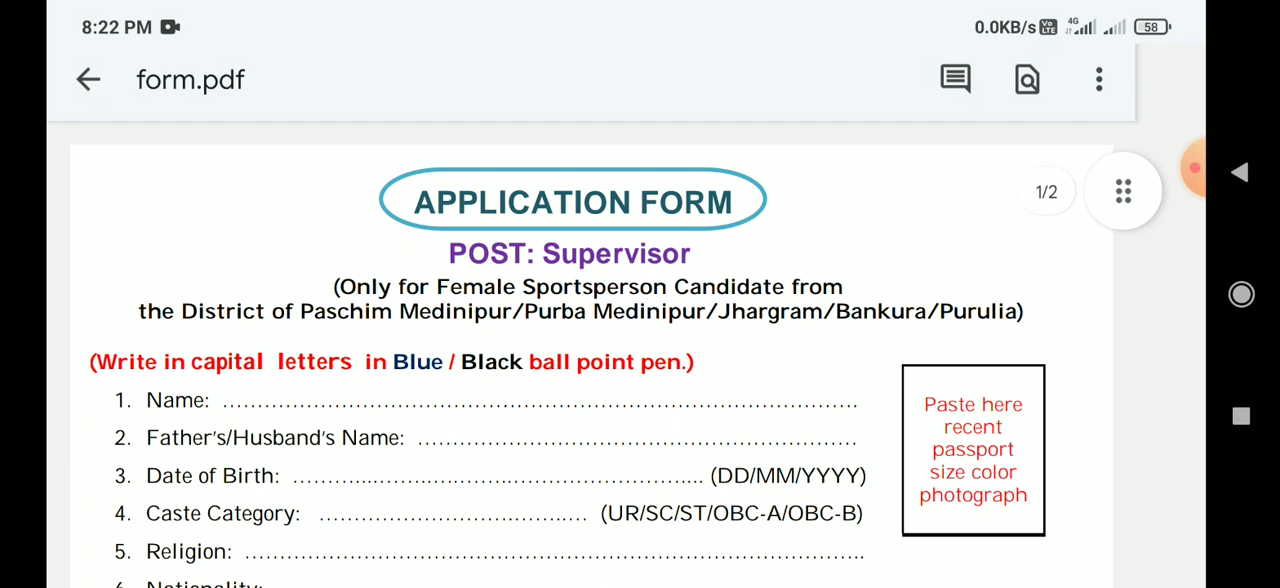 8:22 PM
0.0KB/s Vo LTE 4G 58
form.pdf
1/2
APPLICATION FORM
POST: Supervisor
(Only for Female Sportsperson Candidate from
the District of Paschim Medinipur/Purba Medinipur/Jhargram/Bankura/Purulia)
(Write in capital letters in Blue / Black ball point pen.)
1. Name: ........................................................................................
2. Father's/Husband's Name: .............................................................
3. Date of Birth: ......................................................... (DD/MM/YYYY)
4. Caste Category: ..................................... (UR/SC/ST/OBC-A/OBC-B)
5. Religion: ......................................................................................
Paste here
recent
passport
size color
photograph